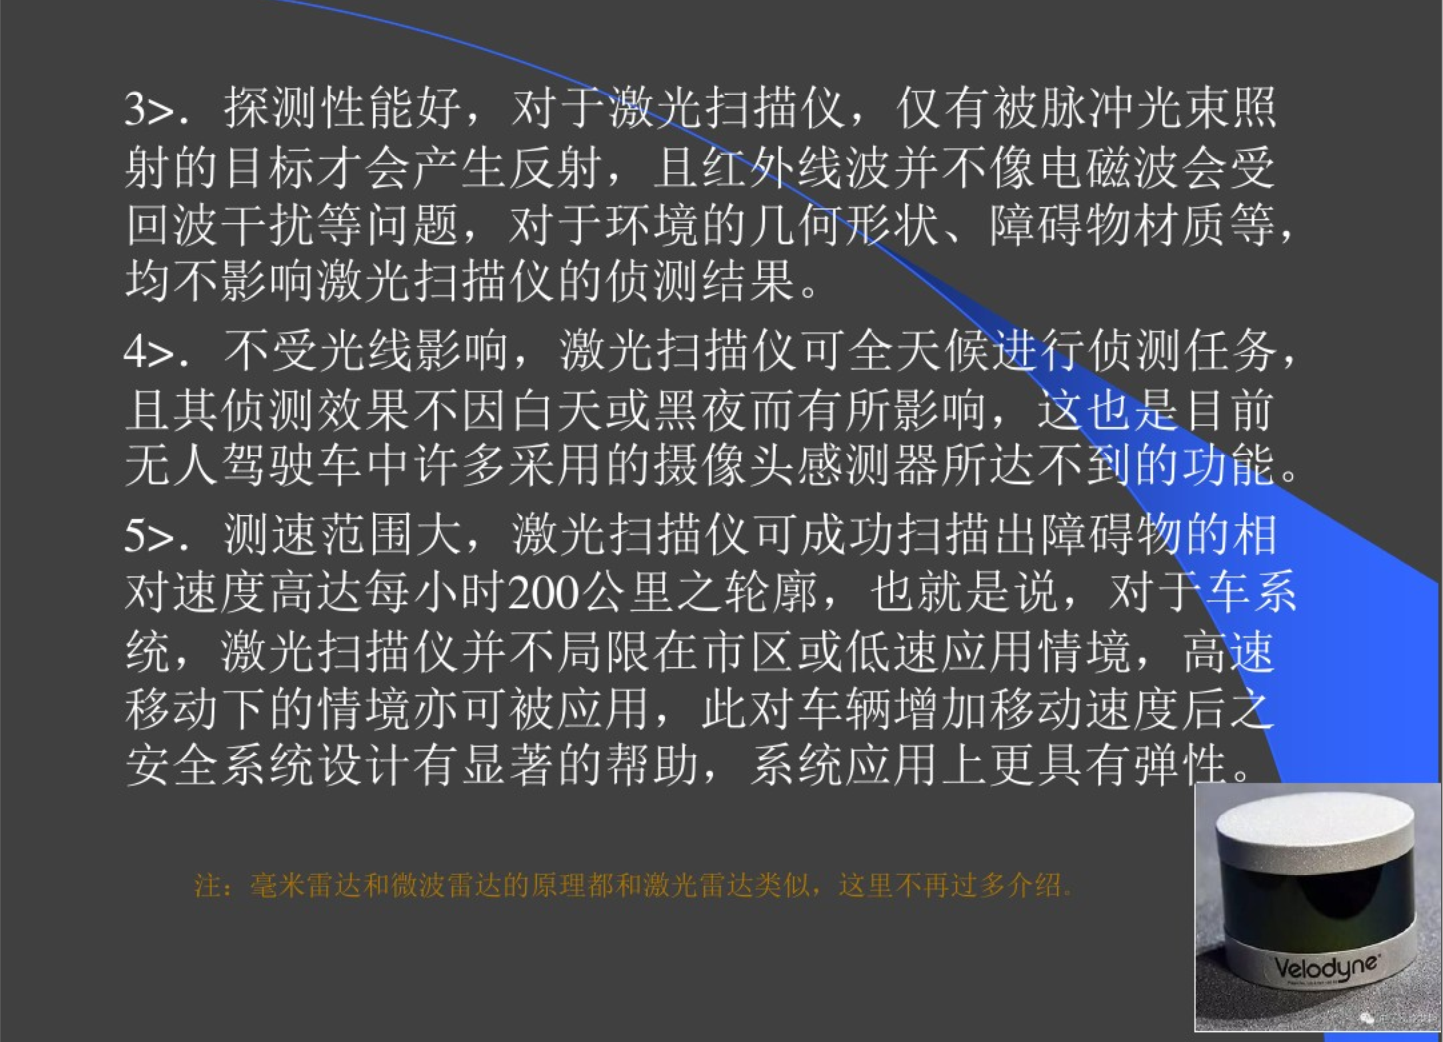 3>. 探测性能好，对于激光扫描仪，仅有被脉冲光束照
射的目标才会产生反射，且红外线波并不像电磁波会受
回波干扰等问题，对于环境的几何形状、障碍物材质等，
均不影响激光扫描仪的侦测结果。
4>. 不受光线影响，激光扫描仪可全天候进行侦测任务，
且其侦测效果不因白天或黑夜而有所影响，这也是目前
无人驾驶车中许多采用的摄像头感测器所达不到的功能。
5>. 测速范围大，激光扫描仪可成功扫描出障碍物的相
对速度高达每小时200公里之轮廓，也就是说，对于车系
统，激光扫描仪并不局限在市区或低速应用情境，高速
移动下的情境亦可被应用，此对车辆增加移动速度后之
安全系统设计有显著的帮助，系统应用上更具有弹性。
注：毫米雷达和微波雷达的原理都和激光雷达类似，这里不再过多介绍。
Velodyne